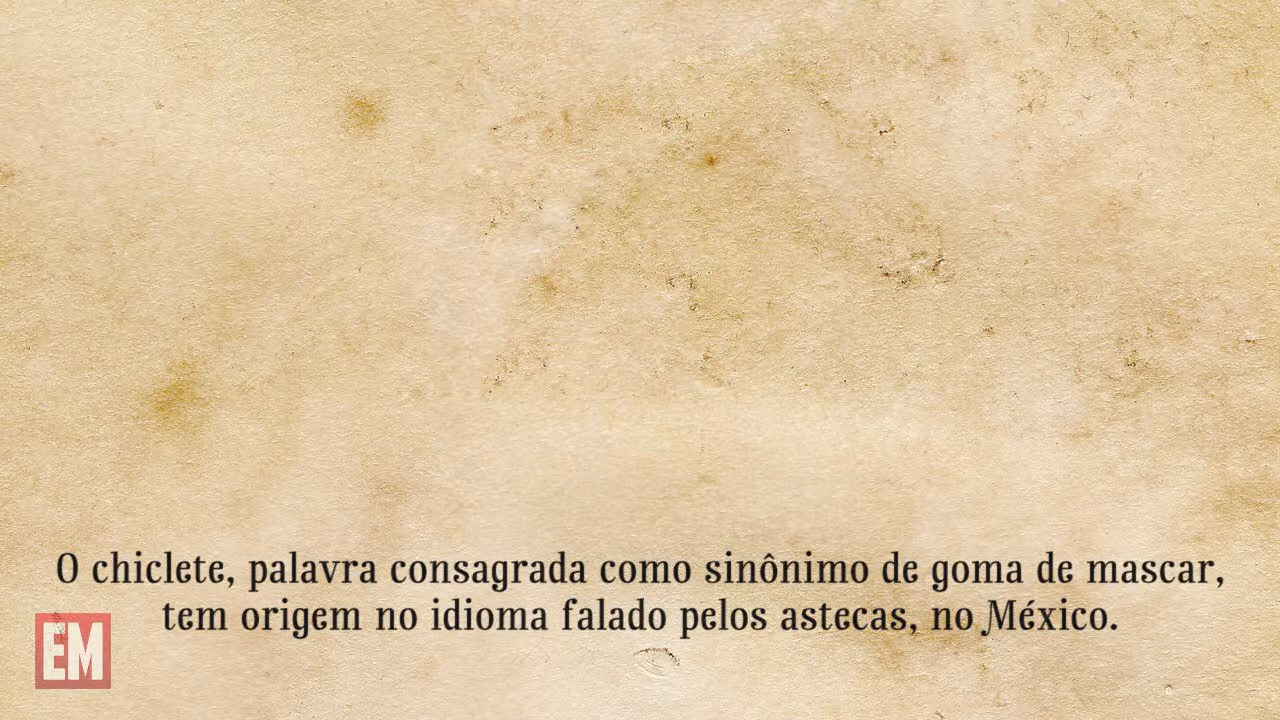 O chiclete, palavra consagrada como sinônimo de goma de mascar,
tem origem no idioma falado pelos astecas, no México.
EM